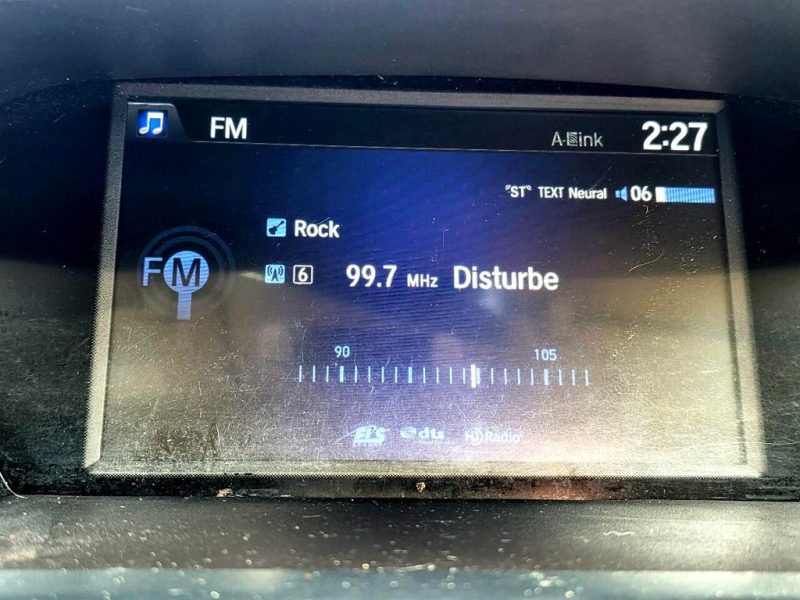 FM
A-Link 2:27
"ST" TEXT Neural 06
Rock
FM
6 99.7 MHz Disturbe
90 105
ELS dts HD Radio